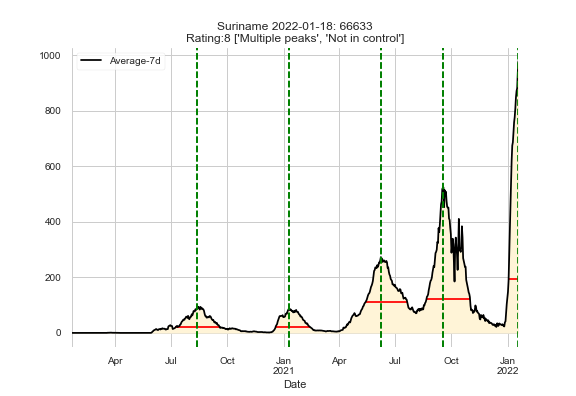 Suriname 2022-01-18: 66633
Rating:8 ['Multiple peaks', 'Not in control']
Average-7d
1000
800
600
400
200
0
Apr Jul Oct Jan Apr Jul Oct Jan
2021 2022
Date